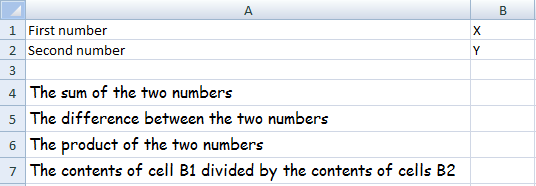 A B
1 First number X
2 Second number Y
3
4 The sum of the two numbers
5 The difference between the two numbers
6 The product of the two numbers
7 The contents of cell B1 divided by the contents of cells B2